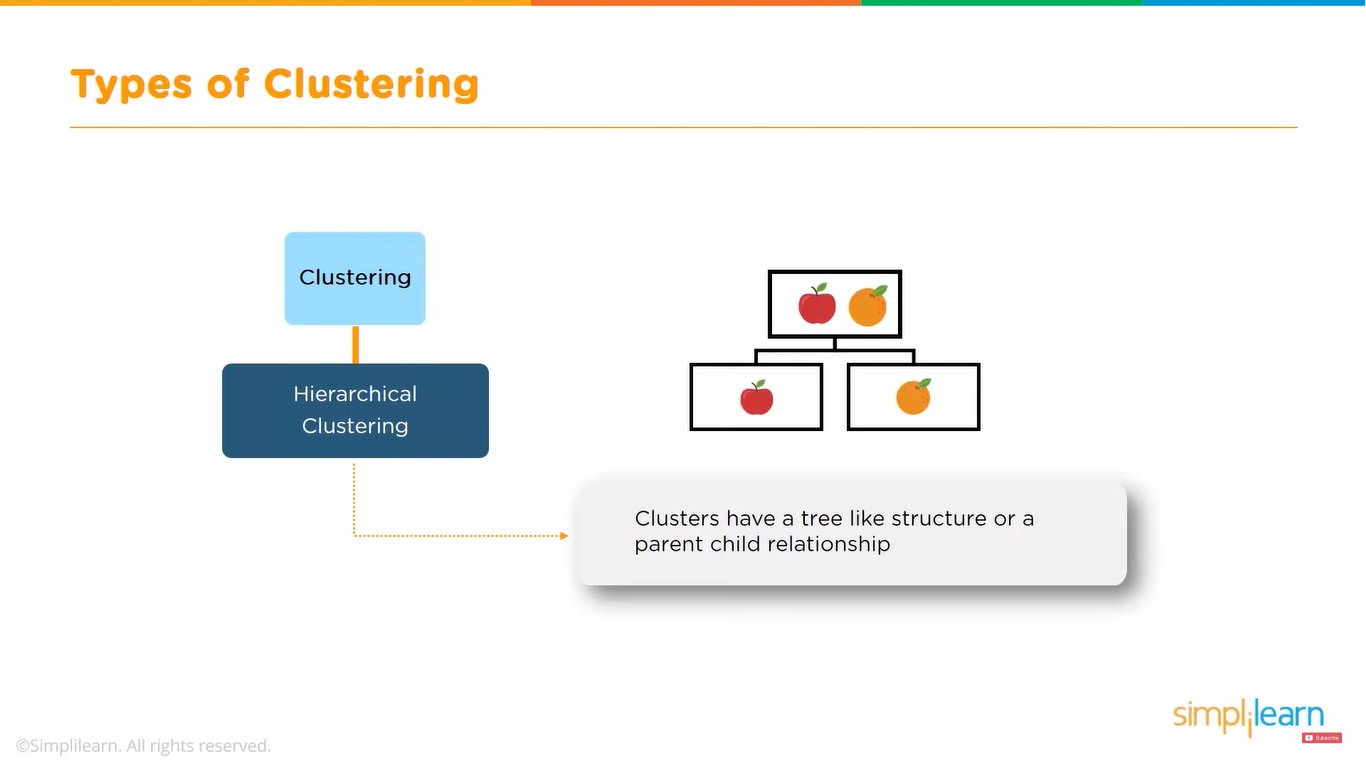 Types of Clustering
Clustering
Hierarchical
Clustering
Clusters have a tree like structure or a
parent child relationship
simplilearn
Subscribe
©Simplilearn. All rights reserved.